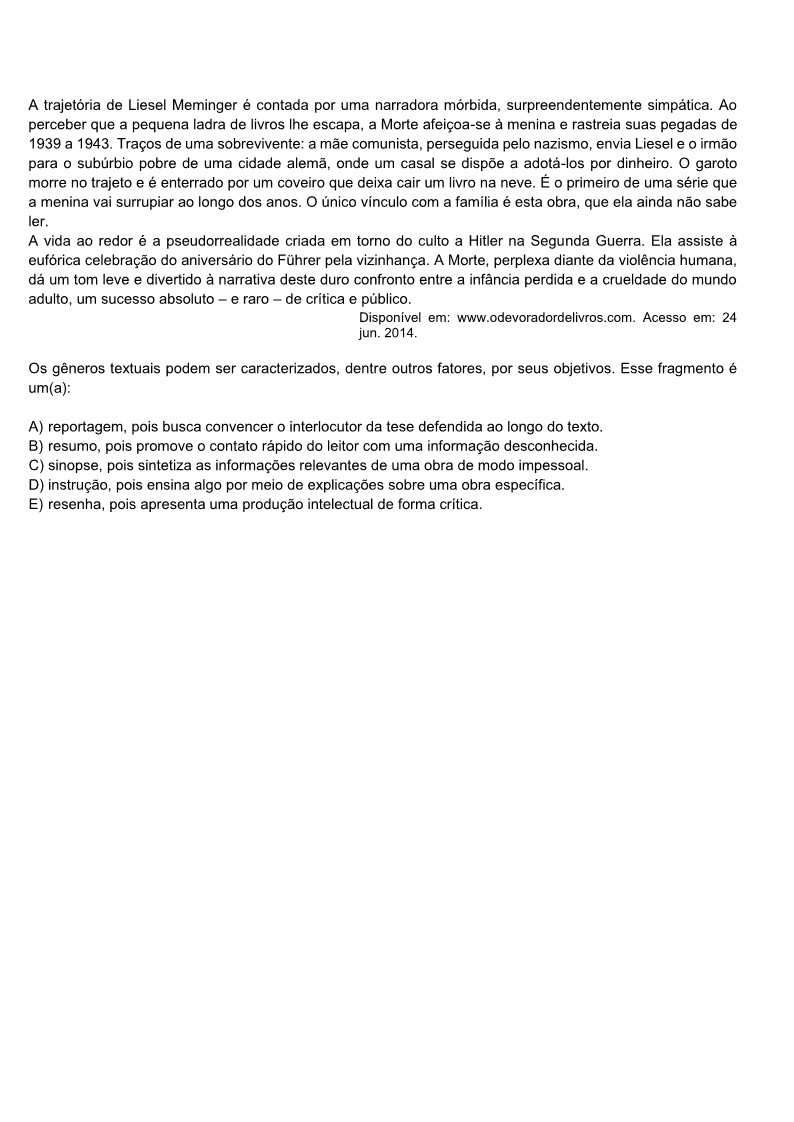 A trajetória de Liesel Meminger é contada por uma narradora mórbida, surpreendentemente simpática. Ao
perceber que a pequena ladra de livros lhe escapa, a Morte afeiçoa-se à menina e rastreia suas pegadas de
1939 a 1943. Traços de uma sobrevivente: a mãe comunista, perseguida pelo nazismo, envia Liesel e o irmão
para o subúrbio pobre de uma cidade alemã, onde um casal se dispõe a adotá-los por dinheiro. O garoto
morre no trajeto e é enterrado por um coveiro que deixa cair um livro na neve. É o primeiro de uma série que
a menina vai surrupiar ao longo dos anos. O único vínculo com a família é esta obra, que ela ainda não sabe
ler.
A vida ao redor é a pseudorrealidade criada em torno do culto a Hitler na Segunda Guerra. Ela assiste à
eufórica celebração do aniversário do Führer pela vizinhança. A Morte, perplexa diante da violência humana,
dá um tom leve e divertido à narrativa deste duro confronto entre a infância perdida e a crueldade do mundo
adulto, um sucesso absoluto – e raro – de crítica e público.
Disponível em: www.odevoradordelivros.com. Acesso em: 24
jun. 2014.
Os gêneros textuais podem ser caracterizados, dentre outros fatores, por seus objetivos. Esse fragmento é
um(a):
A) reportagem, pois busca convencer o interlocutor da tese defendida ao longo do texto.
B) resumo, pois promove o contato rápido do leitor com uma informação desconhecida.
C) sinopse, pois sintetiza as informações relevantes de uma obra de modo impessoal.
D) instrução, pois ensina algo por meio de explicações sobre uma obra específica.
E) resenha, pois apresenta uma produção intelectual de forma crítica.